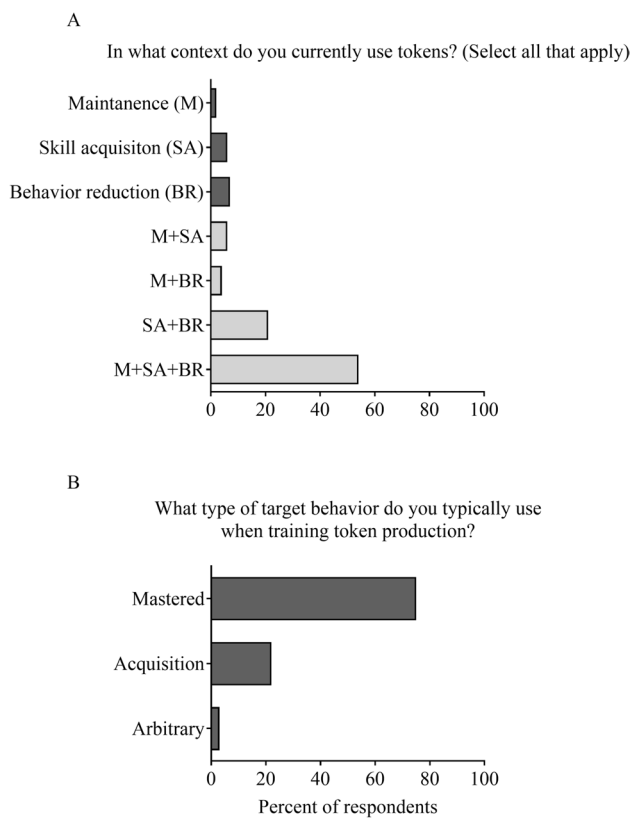 A
In what context do you currently use tokens? (Select all that apply)
Maintanence (M)
Skill acquisiton (SA)
Behavior reduction (BR)
M+SA
M+BR
SA+BR
M+SA+BR
0 20 40 60 80 100
B
What type of target behavior do you typically use
when training token production?
Mastered
Acquisition
Arbitrary
0 20 40 60 80 100
Percent of respondents